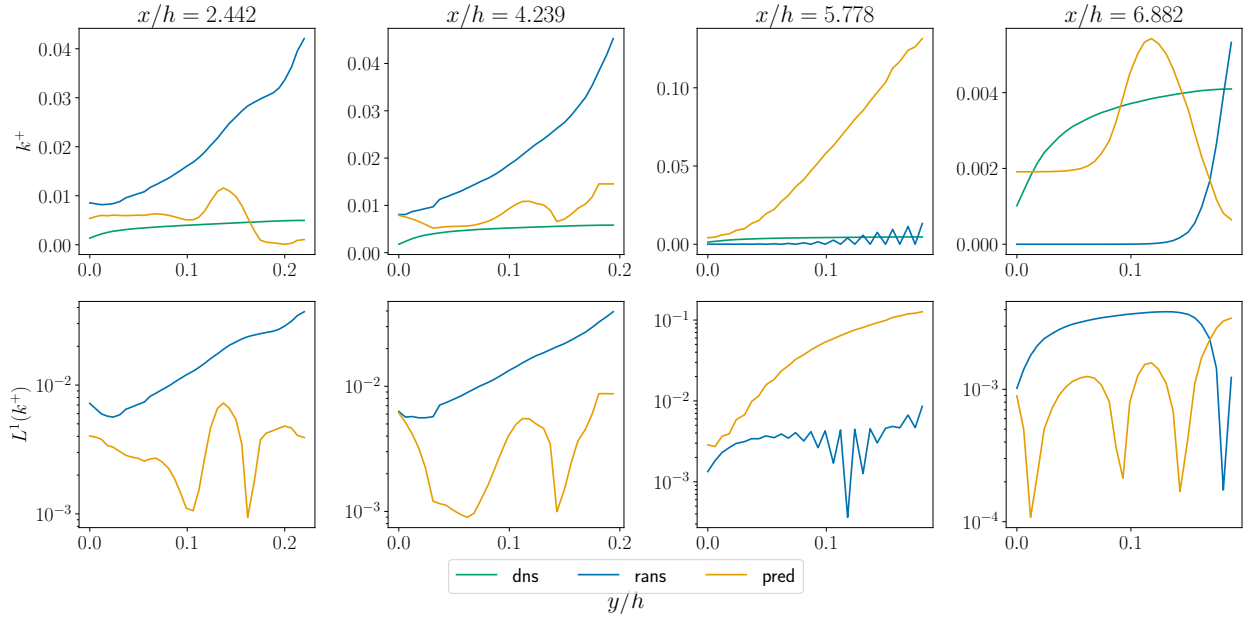 x/h = 2.442 x/h = 4.239 x/h = 5.778 x/h = 6.882
k⁺
0.04 0.03 0.02 0.01 0.00
0.0 0.1 0.2
0.04 0.03 0.02 0.01 0.00
0.0 0.1 0.2
0.10 0.05 0.00
0.0 0.1
0.004 0.002 0.000
0.0 0.1
L¹(k⁺)
10⁻² 10⁻³
0.0 0.1 0.2
10⁻² 10⁻³
0.0 0.1 0.2
10⁻¹ 10⁻² 10⁻³
0.0 0.1
10⁻³ 10⁻⁴
0.0 0.1
dns rans pred
y/h